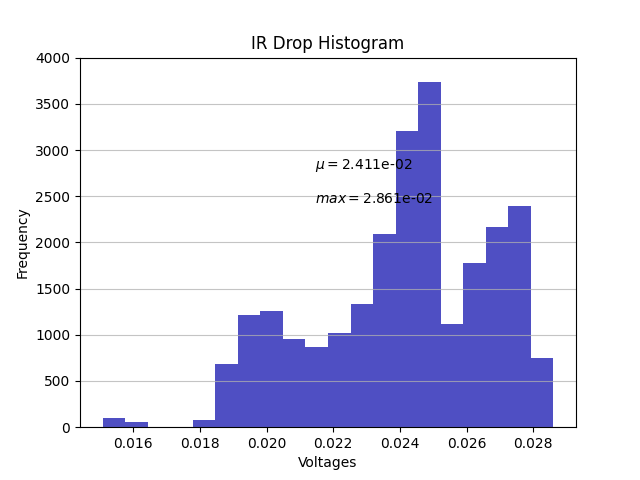 IR Drop Histogram
4000
3500
3000
2500
2000
1500
1000
500
0
Frequency
μ = 2.411e-02
max = 2.861e-02
0.016 0.018 0.020 0.022 0.024 0.026 0.028
Voltages